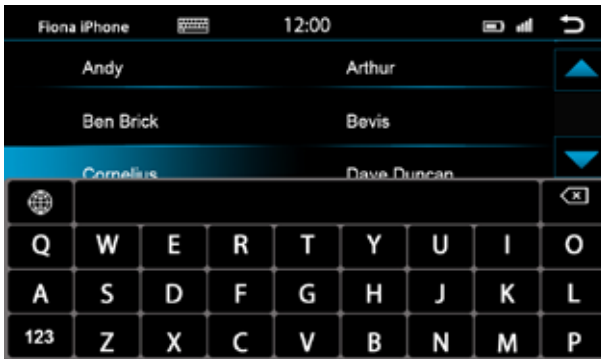 Fiona iPhone 12:00
Andy Arthur
Ben Brick Bevis
Cornelius Dave Duncan
Q W E R T Y U I O
A S D F G H J K L
123 Z X C V B N M P